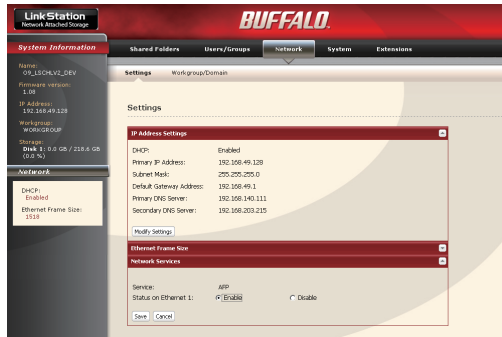 LinkStation
Network Attached Storage
BUFFALO
System Information
Name:
09_LSCHLV2_DEV
Firmware version:
1.08
IP Address:
192.168.49.128
Workgroup:
WORKGROUP
Storage:
Disk 1: 0.0 GB / 218.6 GB
(0.0 %)
Network
DHCP:
Enabled
Ethernet Frame Size:
1518
Shared Folders Users/Groups Network System Extensions
Settings Workgroup/Domain
Settings
IP Address Settings
DHCP: Enabled
Primary IP Address: 192.168.49.128
Subnet Mask: 255.255.255.0
Default Gateway Address: 192.168.49.1
Primary DNS Server: 192.168.140.111
Secondary DNS Server: 192.168.203.215
Modify Settings
Ethernet Frame Size
Network Services
Service: AFP
Status on Ethernet 1: Enable Disable
Save Cancel